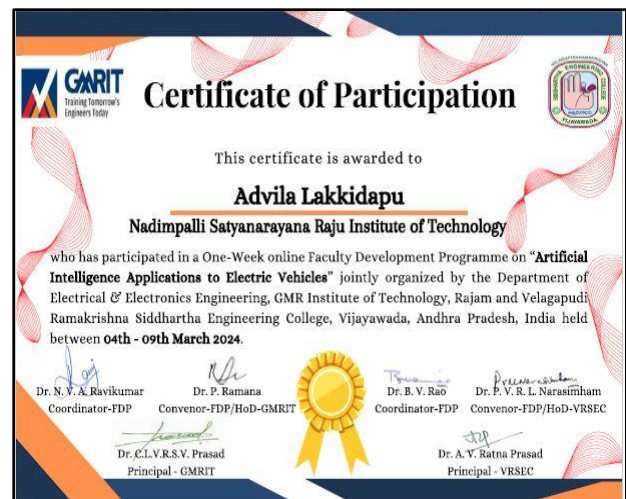 GMRIT
Training Tomorrow's
Engineers Today
Certificate of Participation
This certificate is awarded to
Advila Lakkidapu
Nadimpalli Satyanarayana Raju Institute of Technology
who has participated in a One-Week online Faculty Development Programme on “Artificial
Intelligence Applications to Electric Vehicles” jointly organized by the Department of
Electrical & Electronics Engineering, GMR Institute of Technology, Rajam and Velagapudi
Ramakrishna Siddhartha Engineering College, Vijayawada, Andhra Pradesh, India held
between 04th - 09th March 2024.
Dr. N. V. A. Ravikumar
Coordinator-FDP
Dr. P. Ramana
Convenor-FDP/HoD-GMRIT
Dr. B. V. Rao
Coordinator-FDP
Dr. P. V. R. L. Narasimham
Convenor-FDP/HoD-VRSEC
Dr. C.L.V.R.S.V. Prasad
Principal - GMRIT
Dr. A. V. Ratna Prasad
Principal - VRSEC